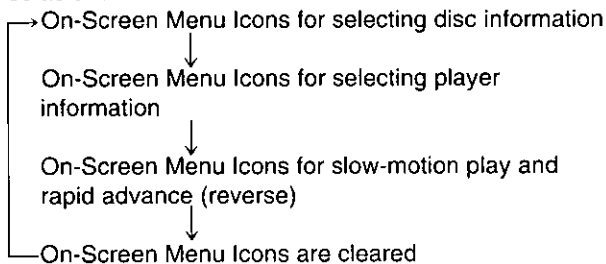 On-Screen Menu Icons for selecting disc information
On-Screen Menu Icons for selecting player
information
On-Screen Menu Icons for slow-motion play and
rapid advance (reverse)
On-Screen Menu Icons are cleared